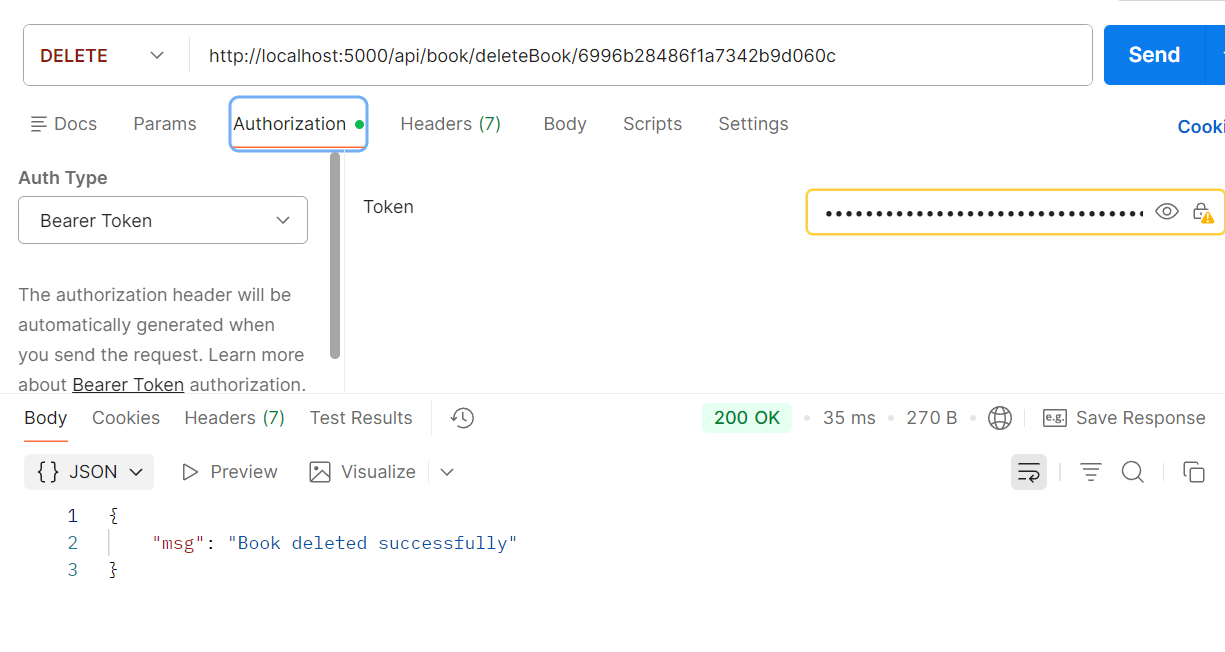 DELETE http://localhost:5000/api/book/deleteBook/6996b28486f1a7342b9d060c Send
Docs Params Authorization Headers (7) Body Scripts Settings
Auth Type
Bearer Token
Token
The authorization header will be
automatically generated when
you send the request. Learn more
about Bearer Token authorization.
Body Cookies Headers (7) Test Results 200 OK 35 ms 270 B e.g. Save Response
{} JSON Preview Visualize
1 {
2 "msg": "Book deleted successfully"
3 }